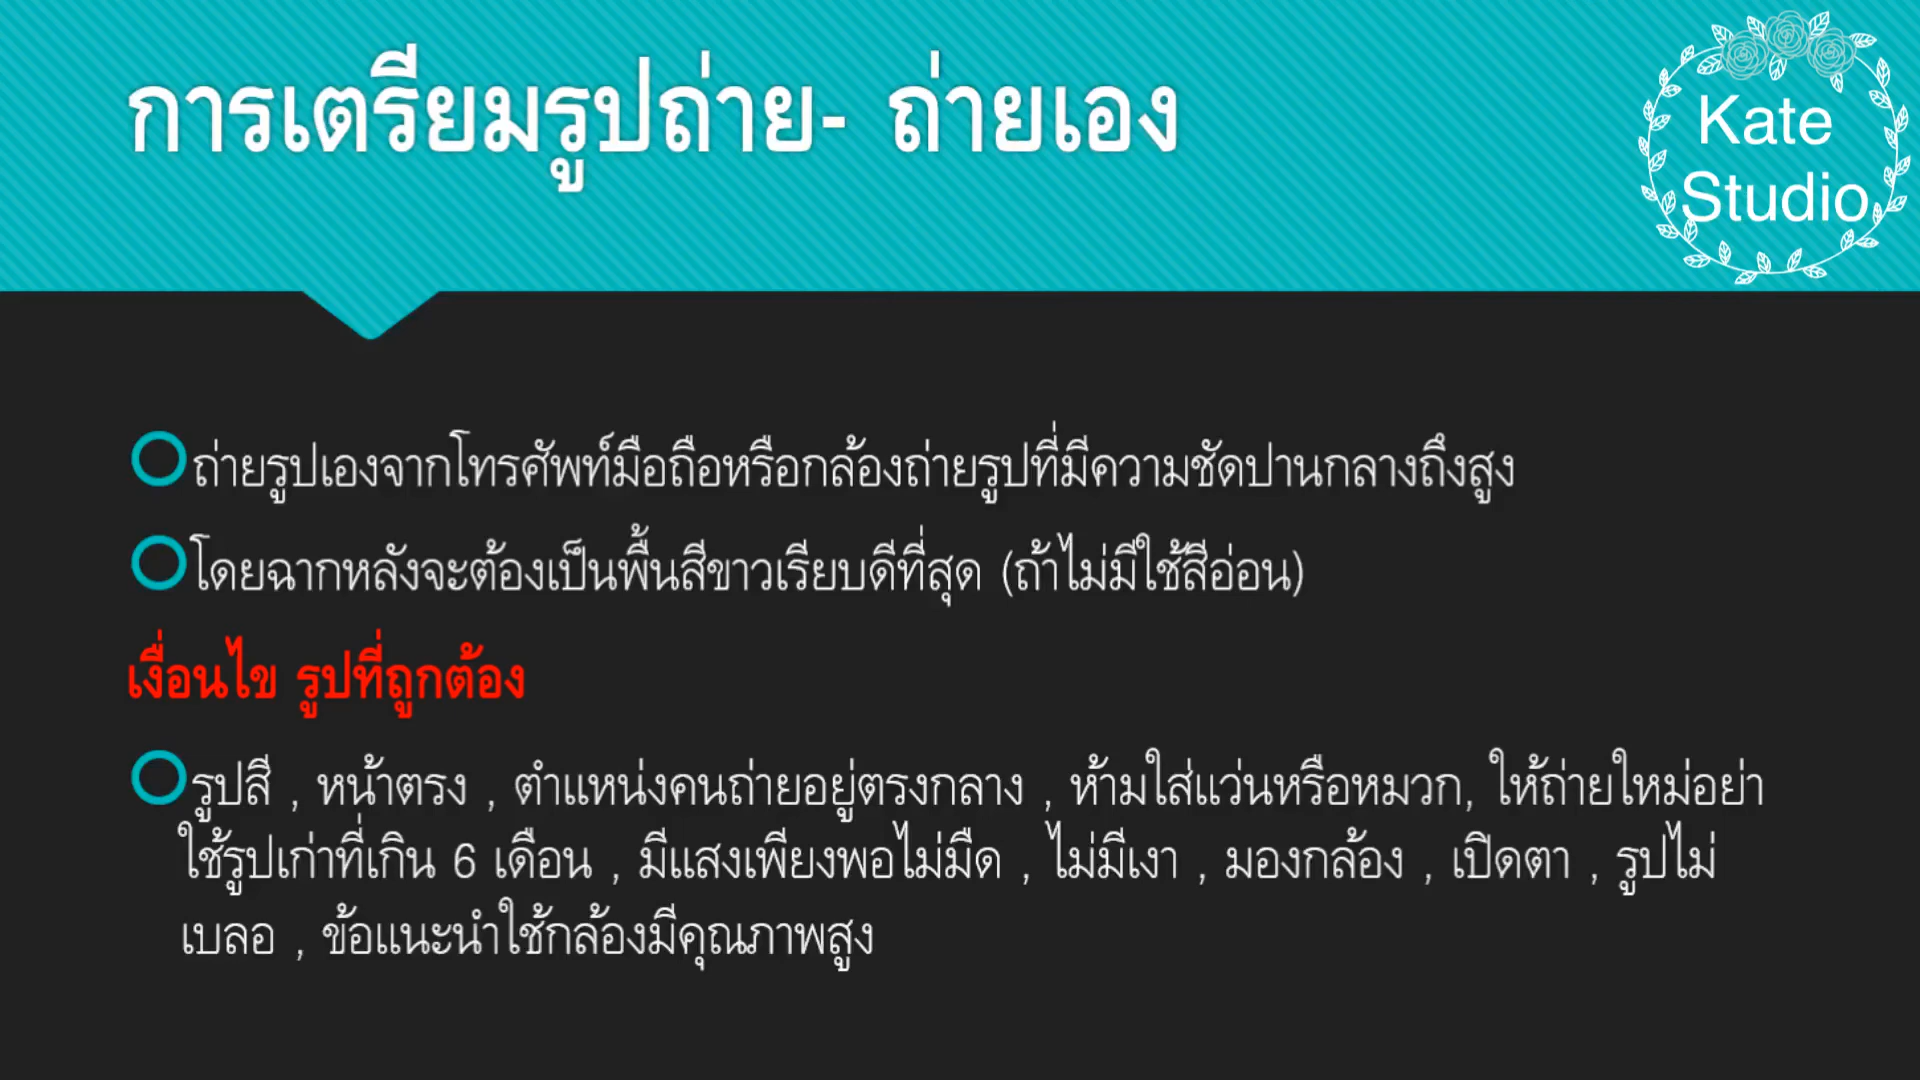 การเตรียมรูปถ่าย- ถ่ายเอง
Kate
Studio
ถ่ายรูปเองจากโทรศัพท์มือถือหรือกล้องถ่ายรูปที่มีความชัดปานกลางถึงสูง
โดยฉากหลังจะต้องเป็นพื้นสีขาวเรียบดีที่สุด (ถ้าไม่มีใช้สีอ่อน)
เงื่อนไข รูปที่ถูกต้อง
รูปสี , หน้าตรง , ตำแหน่งคนถ่ายอยู่ตรงกลาง , ห้ามใส่แว่นหรือหมวก, ให้ถ่ายใหม่อย่า
ใช้รูปเก่าที่เกิน 6 เดือน , มีแสงเพียงพอไม่มืด , ไม่มีเงา , มองกล้อง , เปิดตา , รูปไม่
เบลอ , ข้อแนะนำใช้กล้องมีคุณภาพสูง